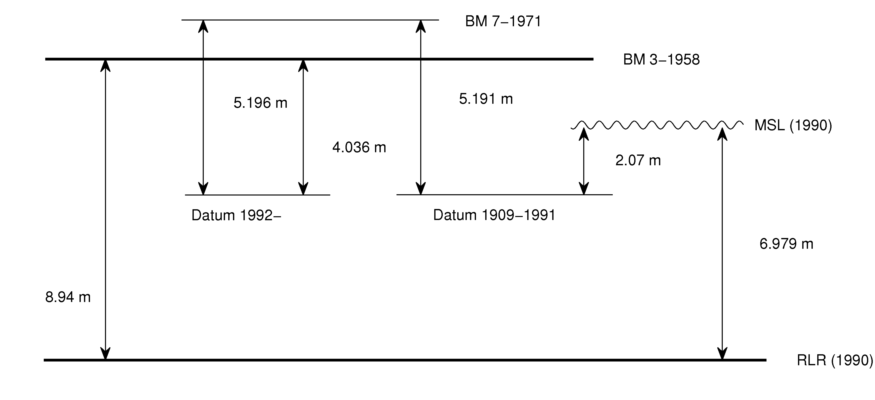 BM 7−1971
BM 3−1958
5.196 m
5.191 m
MSL (1990)
4.036 m
2.07 m
Datum 1992−
Datum 1909−1991
6.979 m
8.94 m
RLR (1990)